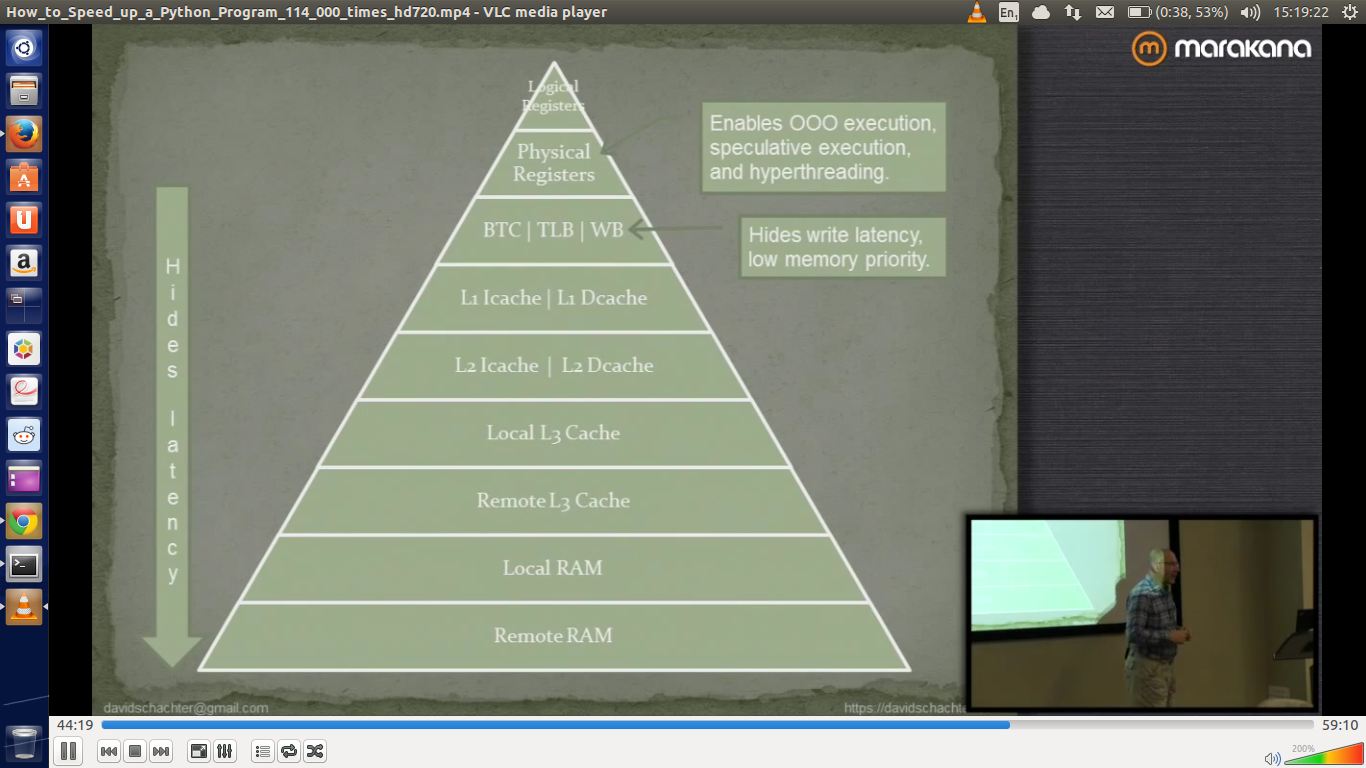 How_to_Speed_up_a_Python_Program_114_000_times_hd720.mp4 - VLC media player
En1
(0:38, 53%)
15:19:22
marakana
Logical
Registers
Physical
Registers
BTC | TLB | WB
L1 Icache | L1 Dcache
L2 Icache | L2 Dcache
Local L3 Cache
Remote L3 Cache
Local RAM
Remote RAM
Enables OOO execution,
speculative execution,
and hyperthreading.
Hides write latency,
low memory priority.
Hides latency
davidschachter@gmail.com
https://davidschachte
44:19
59:10
200%